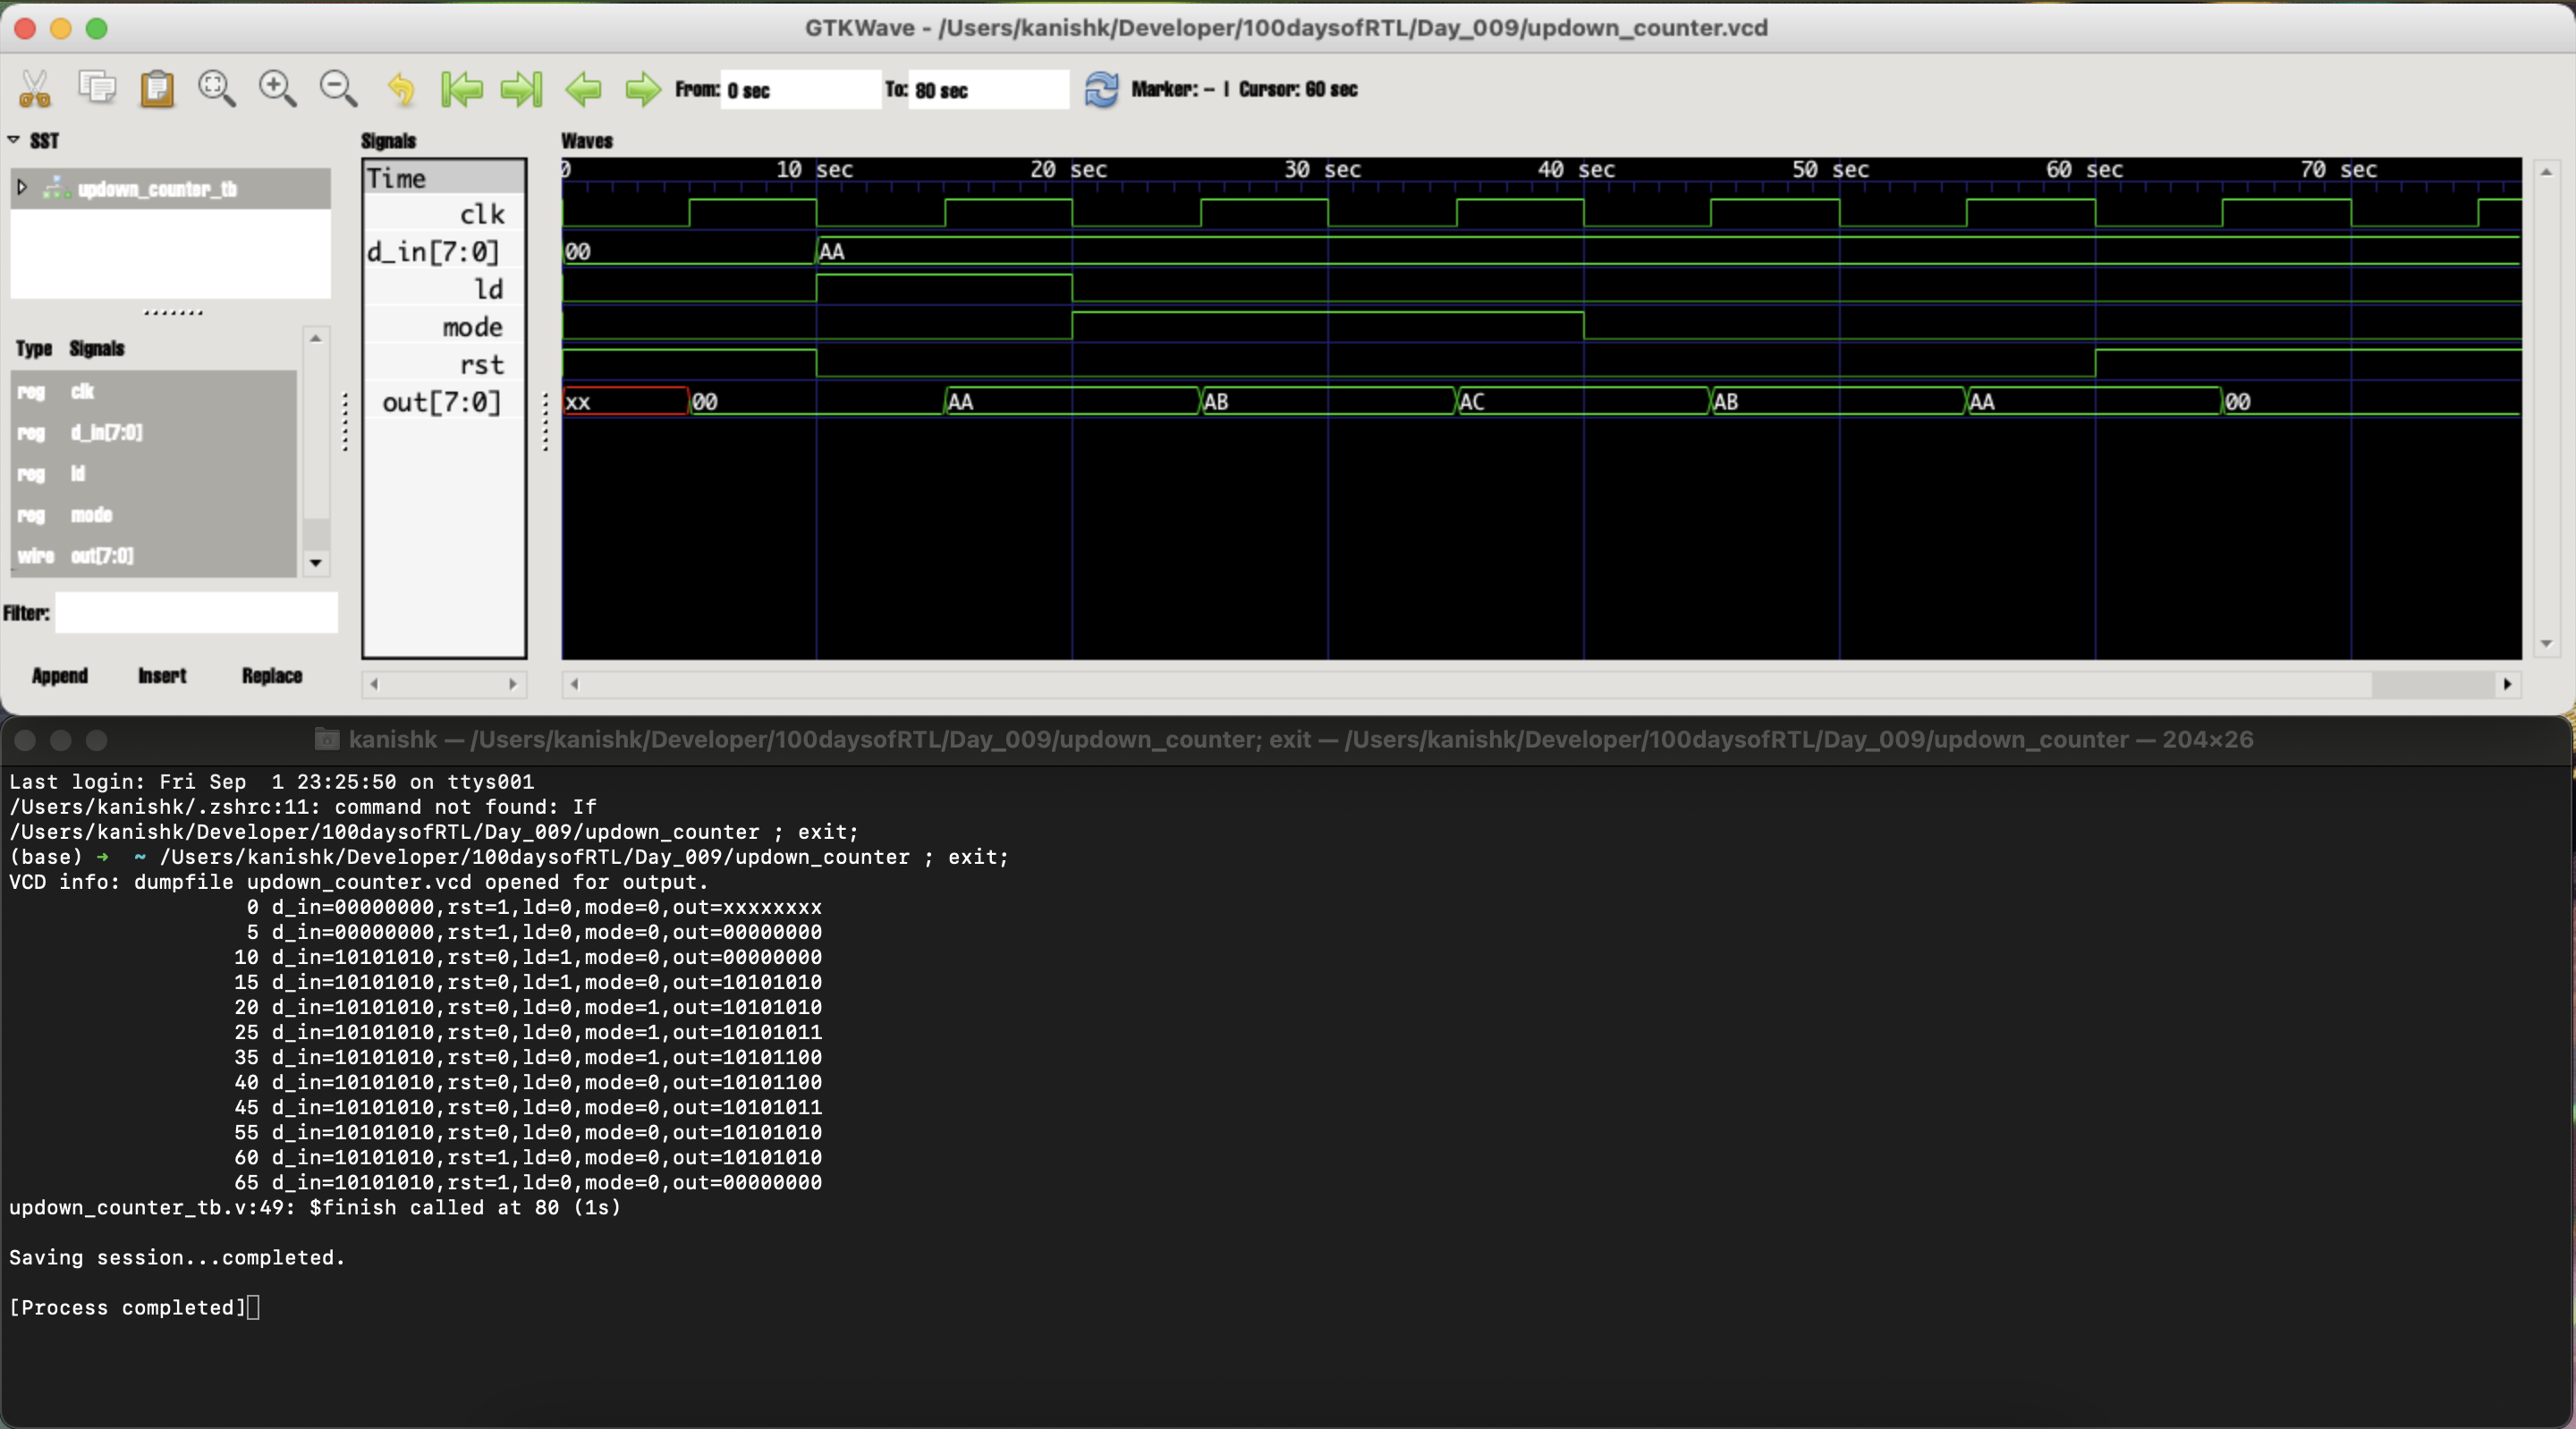 GTKWave - /Users/kanishk/Developer/100daysofRTL/Day_009/updown_counter.vcd
From: 0 sec To: 80 sec Marker: -- | Cursor: 60 sec
SST
updown_counter_tb
Type Signals
reg clk
reg d_in[7:0]
reg ld
reg mode
wire out[7:0]
Filter:
Append Insert Replace
Signals
Time
clk
d_in[7:0]
ld
mode
rst
out[7:0]
Waves
0 10 sec 20 sec 30 sec 40 sec 50 sec 60 sec 70 sec
00 AA
xx 00 AA AB AC AB AA 00
kanishk — /Users/kanishk/Developer/100daysofRTL/Day_009/updown_counter; exit — /Users/kanishk/Developer/100daysofRTL/Day_009/updown_counter — 204×26
Last login: Fri Sep  1 23:25:50 on ttys001
/Users/kanishk/.zshrc:11: command not found: If
/Users/kanishk/Developer/100daysofRTL/Day_009/updown_counter ; exit;
(base) ➜  ~ /Users/kanishk/Developer/100daysofRTL/Day_009/updown_counter ; exit;
VCD info: dumpfile updown_counter.vcd opened for output.
0 d_in=00000000,rst=1,ld=0,mode=0,out=xxxxxxxx
5 d_in=00000000,rst=1,ld=0,mode=0,out=00000000
10 d_in=10101010,rst=0,ld=1,mode=0,out=00000000
15 d_in=10101010,rst=0,ld=1,mode=0,out=10101010
20 d_in=10101010,rst=0,ld=0,mode=1,out=10101010
25 d_in=10101010,rst=0,ld=0,mode=1,out=10101011
35 d_in=10101010,rst=0,ld=0,mode=1,out=10101100
40 d_in=10101010,rst=0,ld=0,mode=0,out=10101100
45 d_in=10101010,rst=0,ld=0,mode=0,out=10101011
55 d_in=10101010,rst=0,ld=0,mode=0,out=10101010
60 d_in=10101010,rst=1,ld=0,mode=0,out=10101010
65 d_in=10101010,rst=1,ld=0,mode=0,out=00000000
updown_counter_tb.v:49: $finish called at 80 (1s)
Saving session...completed.
[Process completed]